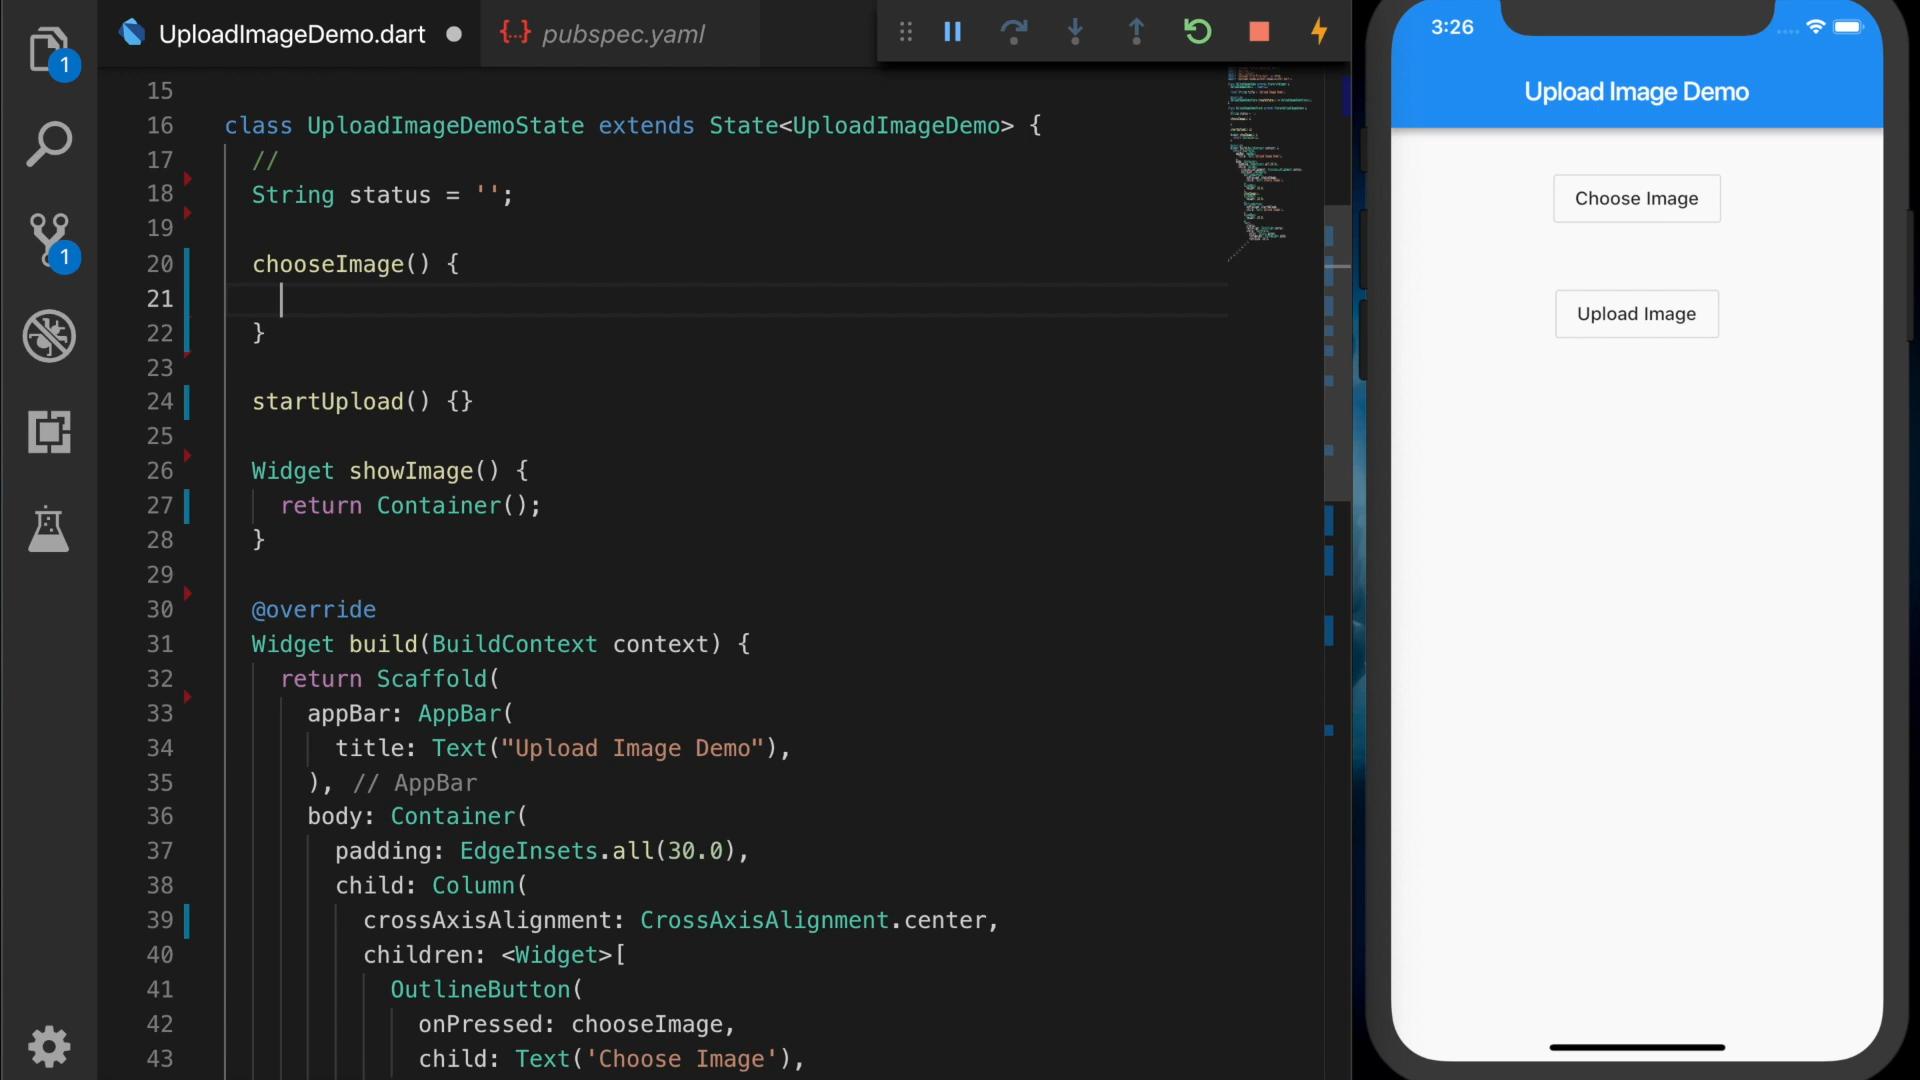 UploadImageDemo.dart
{...} pubspec.yaml
1
1
15
16 class UploadImageDemoState extends State<UploadImageDemo> {
17 //
18 String status = '';
19
20 chooseImage() {
21
22 }
23
24 startUpload() {}
25
26 Widget showImage() {
27 return Container();
28 }
29
30 @override
31 Widget build(BuildContext context) {
32 return Scaffold(
33 appBar: AppBar(
34 title: Text("Upload Image Demo"),
35 ), // AppBar
36 body: Container(
37 padding: EdgeInsets.all(30.0),
38 child: Column(
39 crossAxisAlignment: CrossAxisAlignment.center,
40 children: <Widget>[
41 OutlineButton(
42 onPressed: chooseImage,
43 child: Text('Choose Image'),
3:26
Upload Image Demo
Choose Image
Upload Image